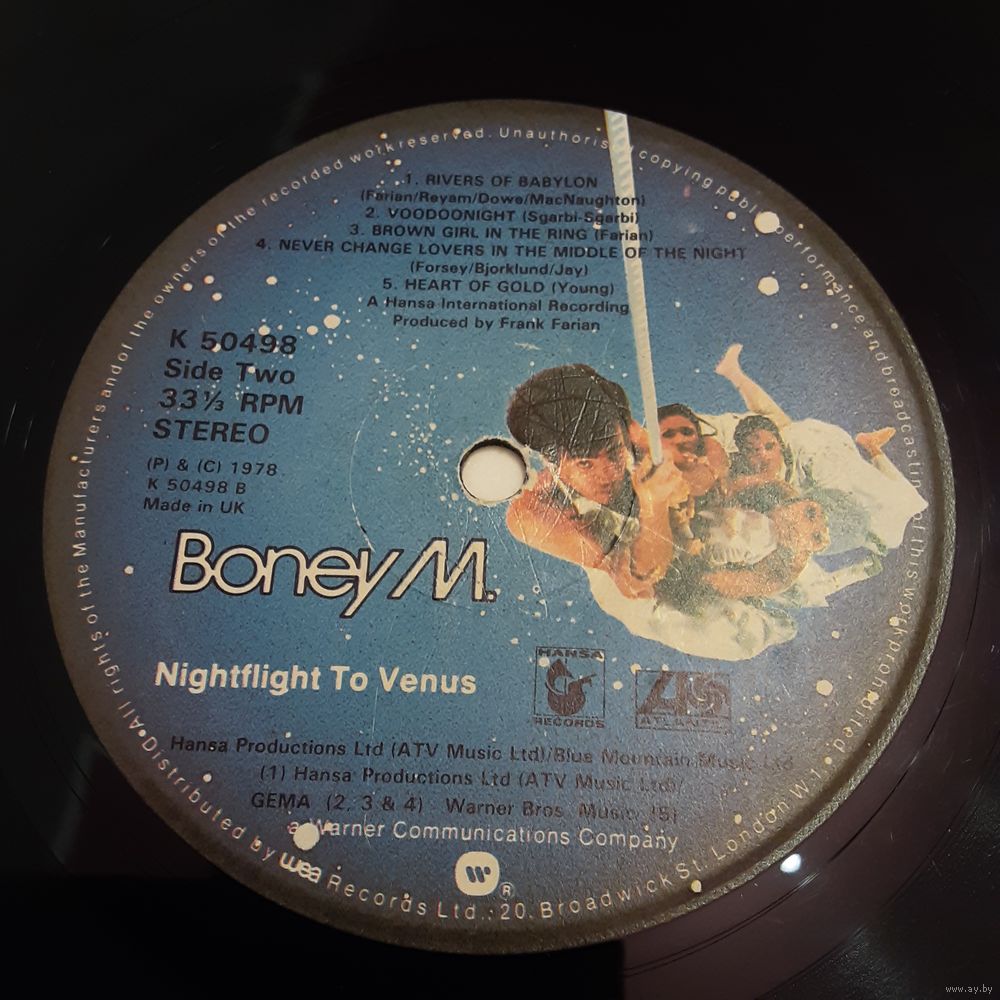 1. RIVERS OF BABYLON
(Farian/Reyam/Dowe/MacNaughton)
2. VOODOONIGHT (Sgarbi-Sgarbi)
3. BROWN GIRL IN THE RING (Farian)
4. NEVER CHANGE LOVERS IN THE MIDDLE OF THE NIGHT
(Forsey/Bjorklund/Jay)
5. HEART OF GOLD (Young)
A Hansa International Recording
Produced by Frank Farian
K 50498
Side Two
33⅓ RPM
STEREO
(P) & (C) 1978
K 50498 B
Made in UK
Boney M.
Nightflight To Venus
HANSA
RECORDS
ATLANTIC
Hansa Productions Ltd (ATV Music Ltd)/Blue Mountain Music Ltd
(1) Hansa Productions Ltd (ATV Music Ltd)/
GEMA (2, 3 & 4) Warner Bros Music (5)
a Warner Communications Company
W ®
•All rights of the Manufacturers and of the owners of the recorded work reserved. Unauthorised copying public performance and broadcasting of this work prohibited.
•Distributed by wea Records Ltd.: 20. Broadwick St. London W.1.
www.ay.by